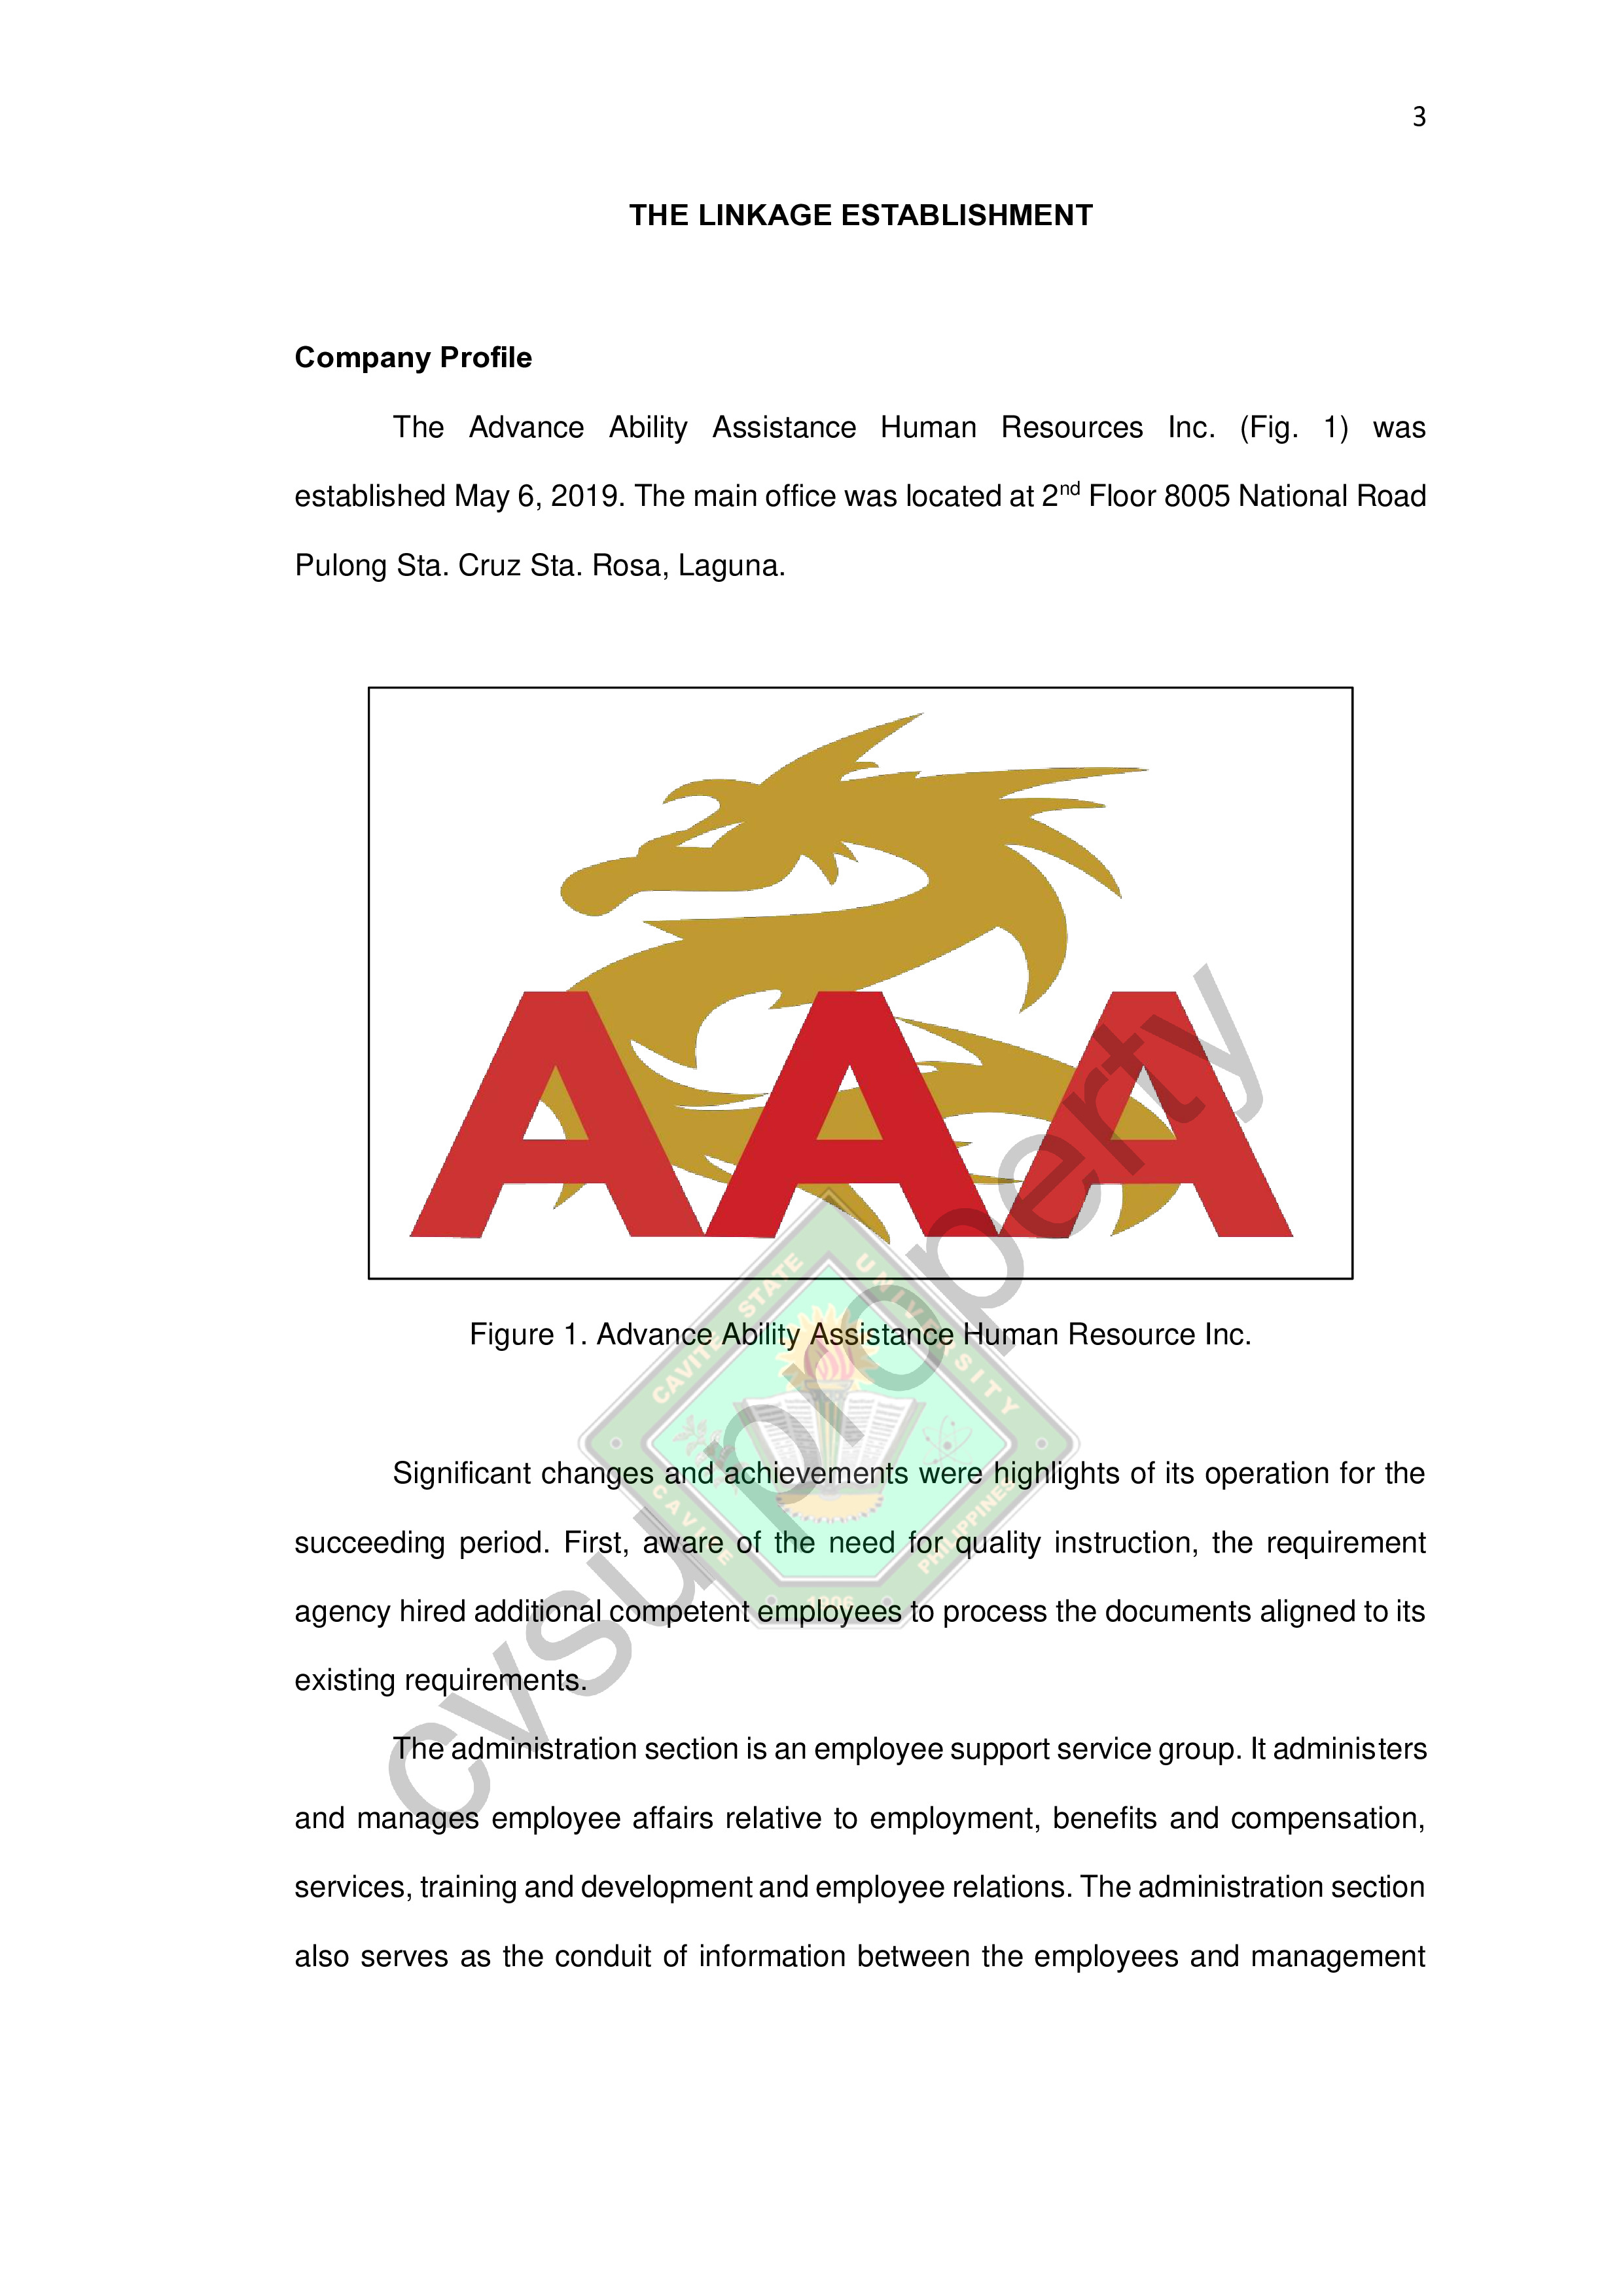 3
THE LINKAGE ESTABLISHMENT
Company Profile
The Advance Ability Assistance Human Resources Inc. (Fig. 1) was
established May 6, 2019. The main office was located at 2nd Floor 8005 National Road
Pulong Sta. Cruz Sta. Rosa, Laguna.
AAA
Figure 1. Advance Ability Assistance Human Resource Inc.
Significant changes and achievements were highlights of its operation for the
succeeding period. First, aware of the need for quality instruction, the requirement
agency hired additional competent employees to process the documents aligned to its
existing requirements.
The administration section is an employee support service group. It administers
and manages employee affairs relative to employment, benefits and compensation,
services, training and development and employee relations. The administration section
also serves as the conduit of information between the employees and management
cvsu property
CAVITE STATE UNIVERSITY
CAVITE PHILIPPINES
1906